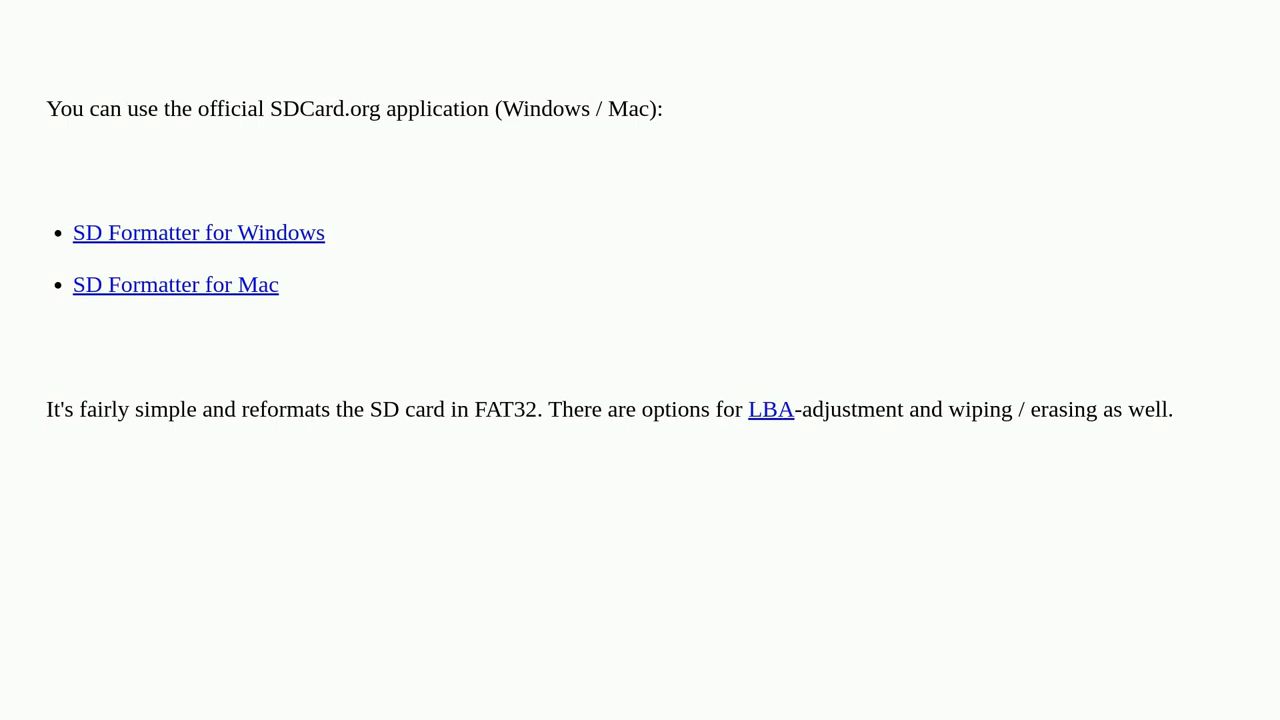 You can use the official SDCard.org application (Windows / Mac):
• SD Formatter for Windows
• SD Formatter for Mac
It's fairly simple and reformats the SD card in FAT32. There are options for LBA-adjustment and wiping / erasing as well.